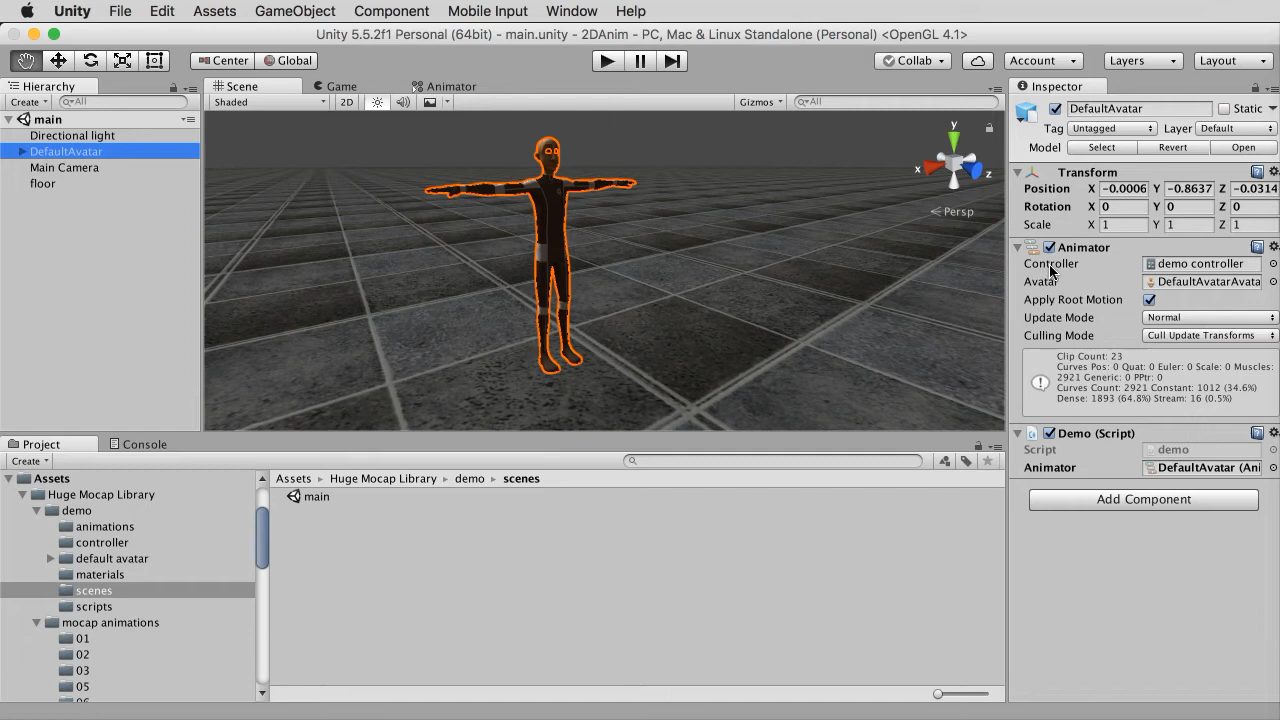 Unity File Edit Assets GameObject Component Mobile Input Window Help
Unity 5.5.2f1 Personal (64bit) - main.unity - 2DAnim - PC, Mac & Linux Standalone (Personal) <OpenGL 4.1>
Center Global Collab Account Layers Layout
Hierarchy
Create All
main
Directional light
DefaultAvatar
Main Camera
floor
Scene Game Animator
Shaded 2D Gizmos All
y
x
z
Persp
Inspector
DefaultAvatar Static
Tag Untagged Layer Default
Model Select Revert Open
Transform
Position X -0.0006 Y -0.8637 Z -0.0314
Rotation X 0 Y 0 Z 0
Scale X 1 Y 1 Z 1
Animator
Controller demo controller
Avatar DefaultAvatarAvata
Apply Root Motion
Update Mode Normal
Culling Mode Cull Update Transforms
Clip Count: 23
Curves Pos: 0 Quat: 0 Euler: 0 Scale: 0 Muscles:
2921 Generic: 0 PPtr: 0
Curves Count: 2921 Constant: 1012 (34.6%)
Dense: 1893 (64.8%) Stream: 16 (0.5%)
Demo (Script)
Script demo
Animator DefaultAvatar (Ani
Add Component
Project Console
Create
Assets
Huge Mocap Library
demo
animations
controller
default avatar
materials
scenes
scripts
mocap animations
01
02
03
05
Assets Huge Mocap Library demo scenes
main